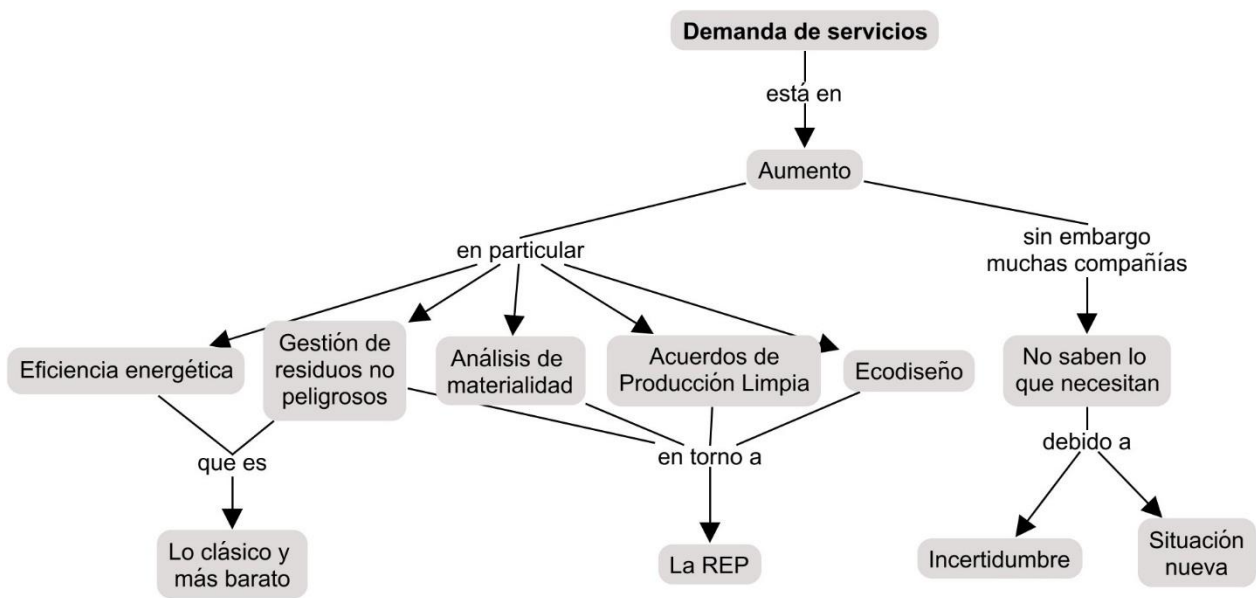 Demanda de servicios
está en
Aumento
en particular
sin embargo
muchas compañías
Eficiencia energética
Gestión de
residuos no
peligrosos
Análisis de
materialidad
Acuerdos de
Producción Limpia
Ecodiseño
No saben lo
que necesitan
que es
en torno a
debido a
Lo clásico y
más barato
La REP
Incertidumbre
Situación
nueva